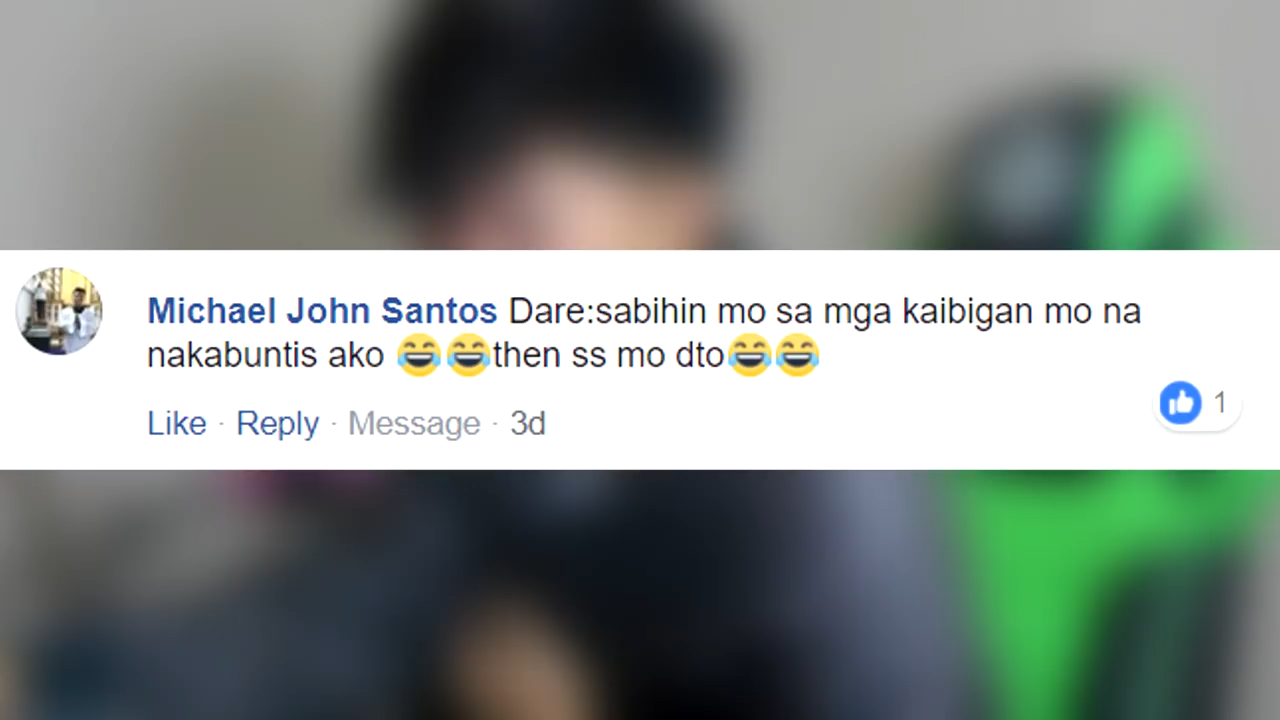 Michael John Santos Dare:sabihin mo sa mga kaibigan mo na
nakabuntis ako 😂😂then ss mo dto😂😂
Like · Reply · Message · 3d
1